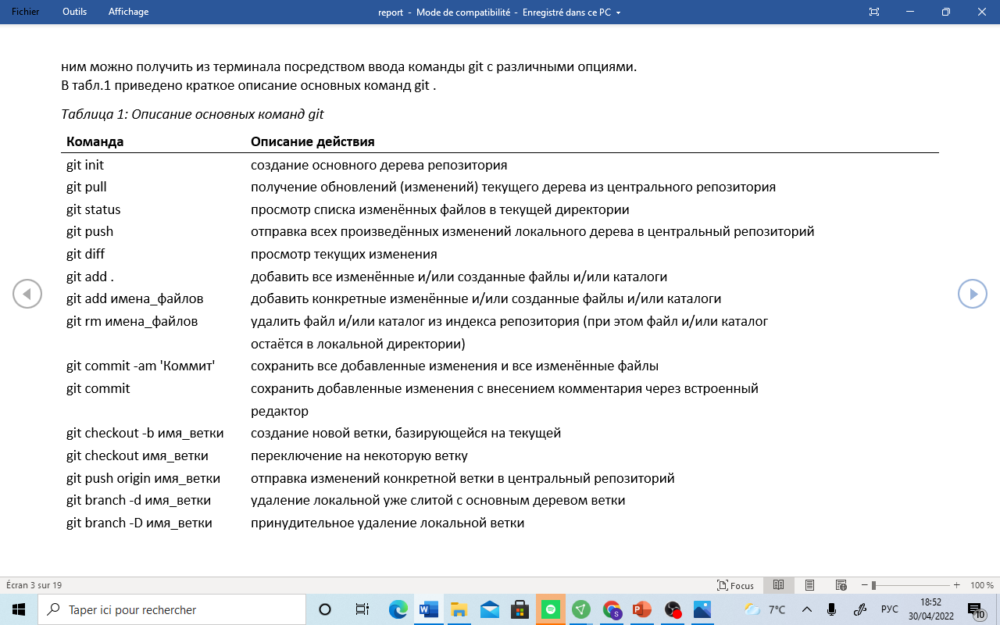 Fichier Outils Affichage report - Mode de compatibilité - Enregistré dans ce PC
ним можно получить из терминала посредством ввода команды git с различными опциями.
В табл.1 приведено краткое описание основных команд git .
Таблица 1: Описание основных команд git
Команда Описание действия
git init создание основного дерева репозитория
git pull получение обновлений (изменений) текущего дерева из центрального репозитория
git status просмотр списка изменённых файлов в текущей директории
git push отправка всех произведённых изменений локального дерева в центральный репозиторий
git diff просмотр текущих изменения
git add . добавить все изменённые и/или созданные файлы и/или каталоги
git add имена_файлов добавить конкретные изменённые и/или созданные файлы и/или каталоги
git rm имена_файлов удалить файл и/или каталог из индекса репозитория (при этом файл и/или каталог
остаётся в локальной директории)
git commit -am 'Коммит' сохранить все добавленные изменения и все изменённые файлы
git commit сохранить добавленные изменения с внесением комментария через встроенный
редактор
git checkout -b имя_ветки создание новой ветки, базирующейся на текущей
git checkout имя_ветки переключение на некоторую ветку
git push origin имя_ветки отправка изменений конкретной ветки в центральный репозиторий
git branch -d имя_ветки удаление локальной уже слитой с основным деревом ветки
git branch -D имя_ветки принудительное удаление локальной ветки
Écran 3 sur 19 Focus 100 %
Taper ici pour rechercher 7°C РУС 18:52
30/04/2022 10